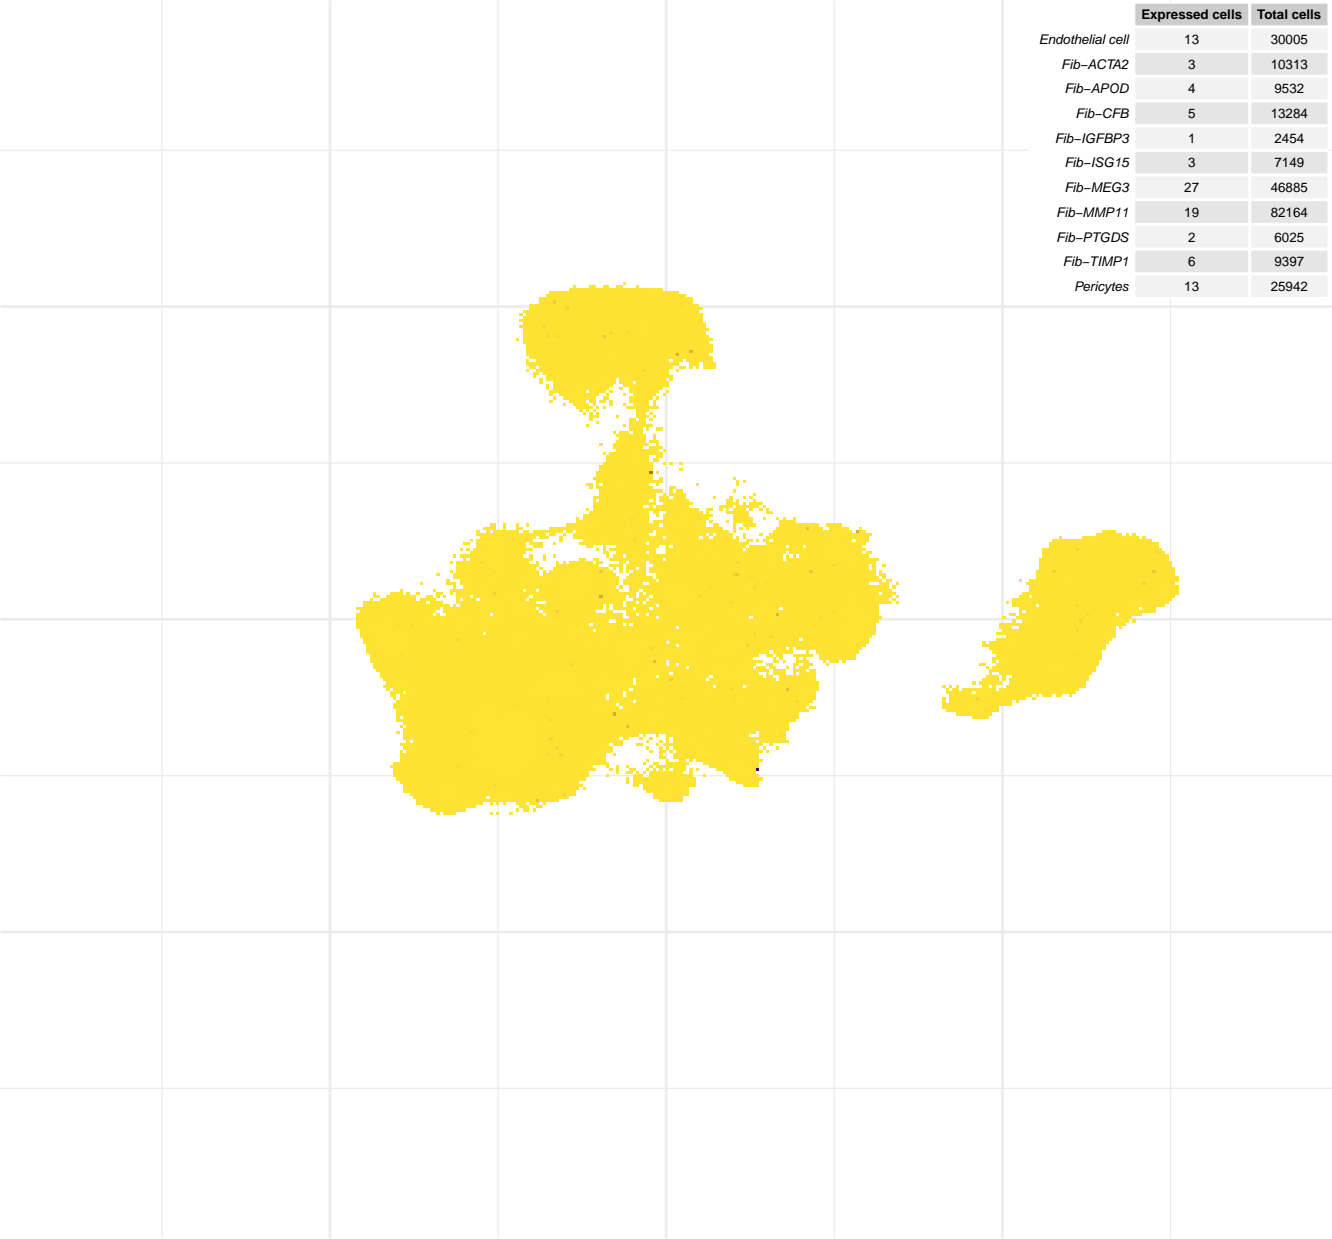 Expressed cells Total cells
Endothelial cell 13 30005
Fib−ACTA2 3 10313
Fib−APOD 4 9532
Fib−CFB 5 13284
Fib−IGFBP3 1 2454
Fib−ISG15 3 7149
Fib−MEG3 27 46885
Fib−MMP11 19 82164
Fib−PTGDS 2 6025
Fib−TIMP1 6 9397
Pericytes 13 25942